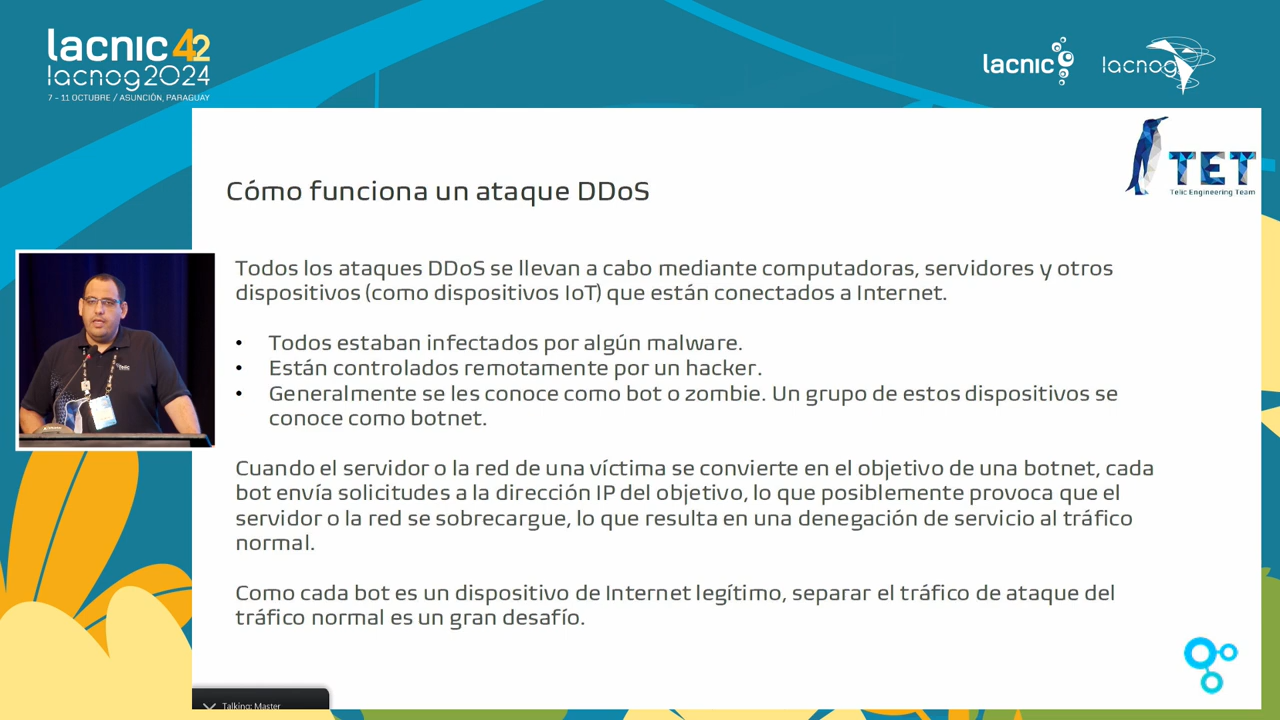 lacnic 42
lacnog2024
7 - 11 OCTUBRE / ASUNCIÓN, PARAGUAY
lacnic
lacnog
TET
Telic Engineering Team
Cómo funciona un ataque DDoS
Todos los ataques DDoS se llevan a cabo mediante computadoras, servidores y otros
dispositivos (como dispositivos IoT) que están conectados a Internet.
• Todos estaban infectados por algún malware.
• Están controlados remotamente por un hacker.
• Generalmente se les conoce como bot o zombie. Un grupo de estos dispositivos se
conoce como botnet.
Cuando el servidor o la red de una víctima se convierte en el objetivo de una botnet, cada
bot envía solicitudes a la dirección IP del objetivo, lo que posiblemente provoca que el
servidor o la red se sobrecargue, lo que resulta en una denegación de servicio al tráfico
normal.
Como cada bot es un dispositivo de Internet legítimo, separar el tráfico de ataque del
tráfico normal es un gran desafío.
Talking: Master